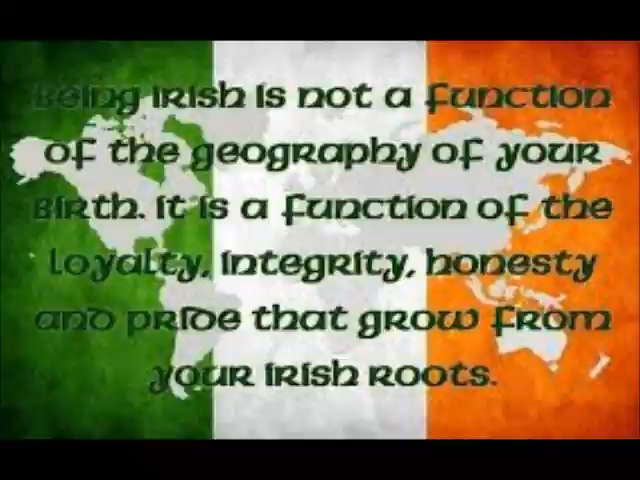 Being Irish is not a function
of the geography of your
Birth. It is a function of the
Loyalty, integrity, honesty
and pride that grow from
your Irish roots.